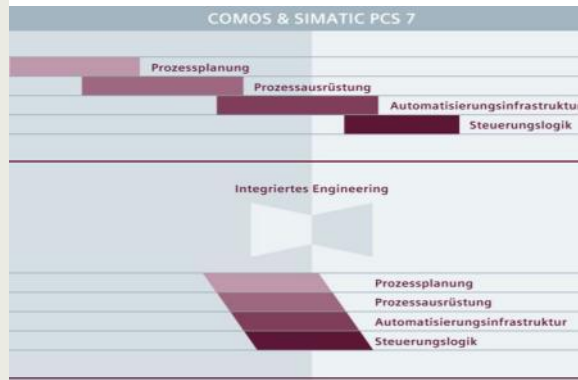 COMOS & SIMATIC PCS 7
Prozessplanung
Prozessausrüstung
Automatisierungsinfrastruktur
Steuerungslogik
Integriertes Engineering
Prozessplanung
Prozessausrüstung
Automatisierungsinfrastruktur
Steuerungslogik